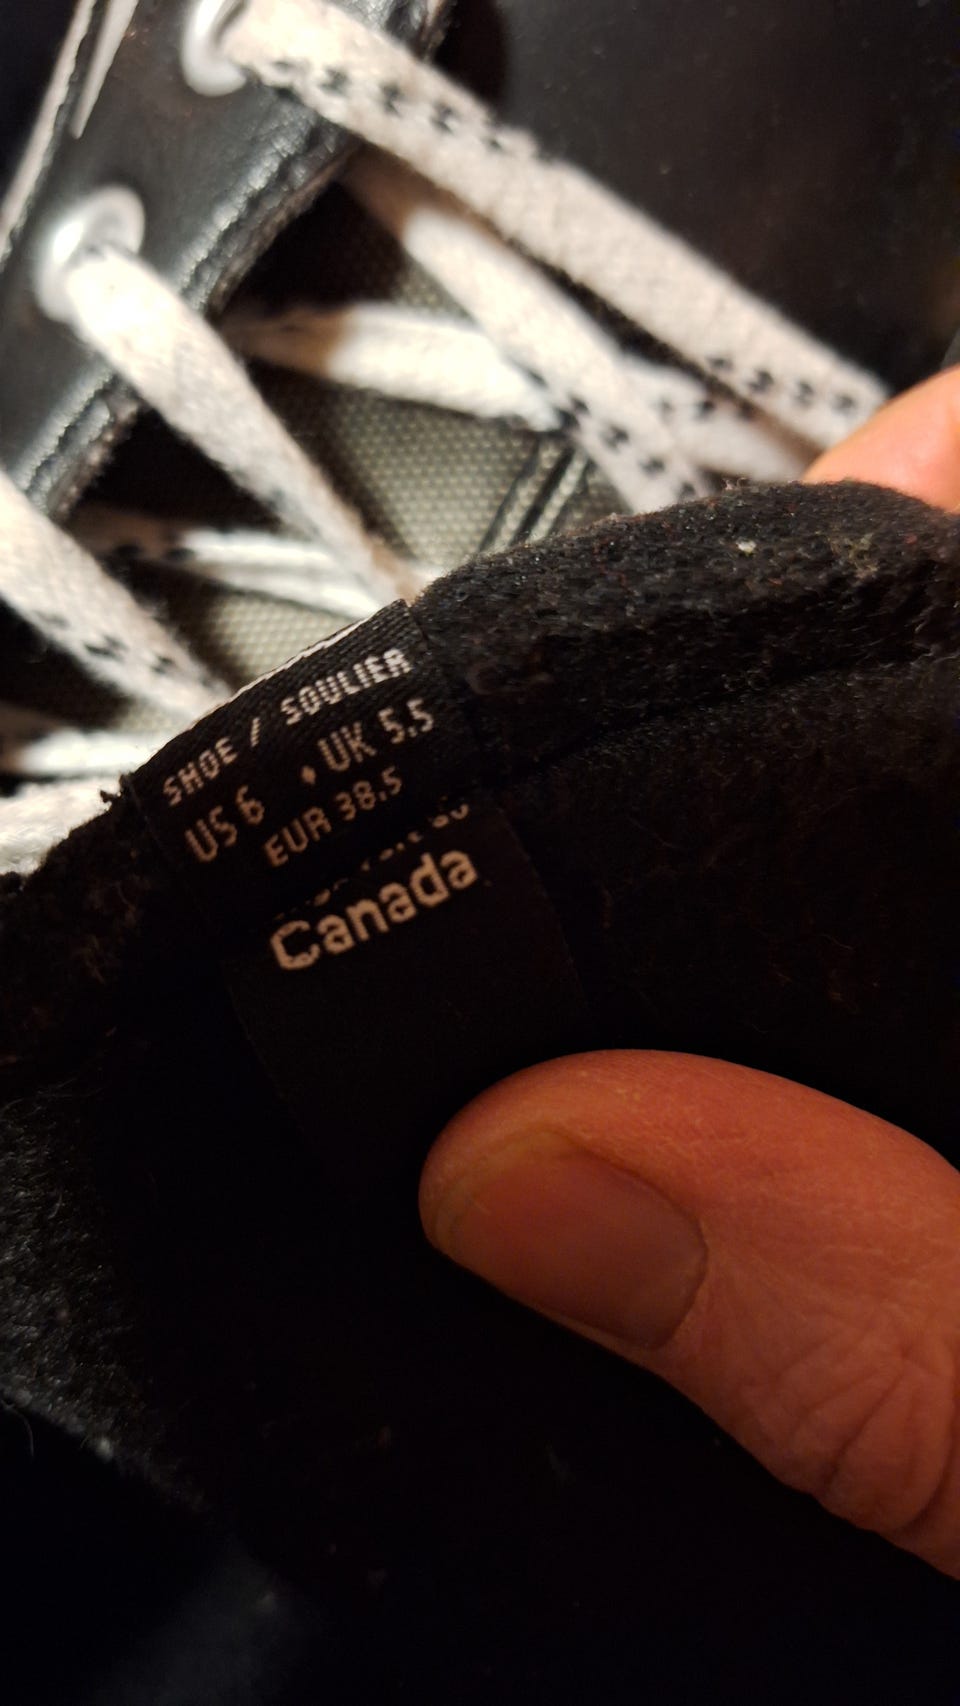 SHOE / SOULIER
US 6 • UK 5.5
EUR 38.5
Canada